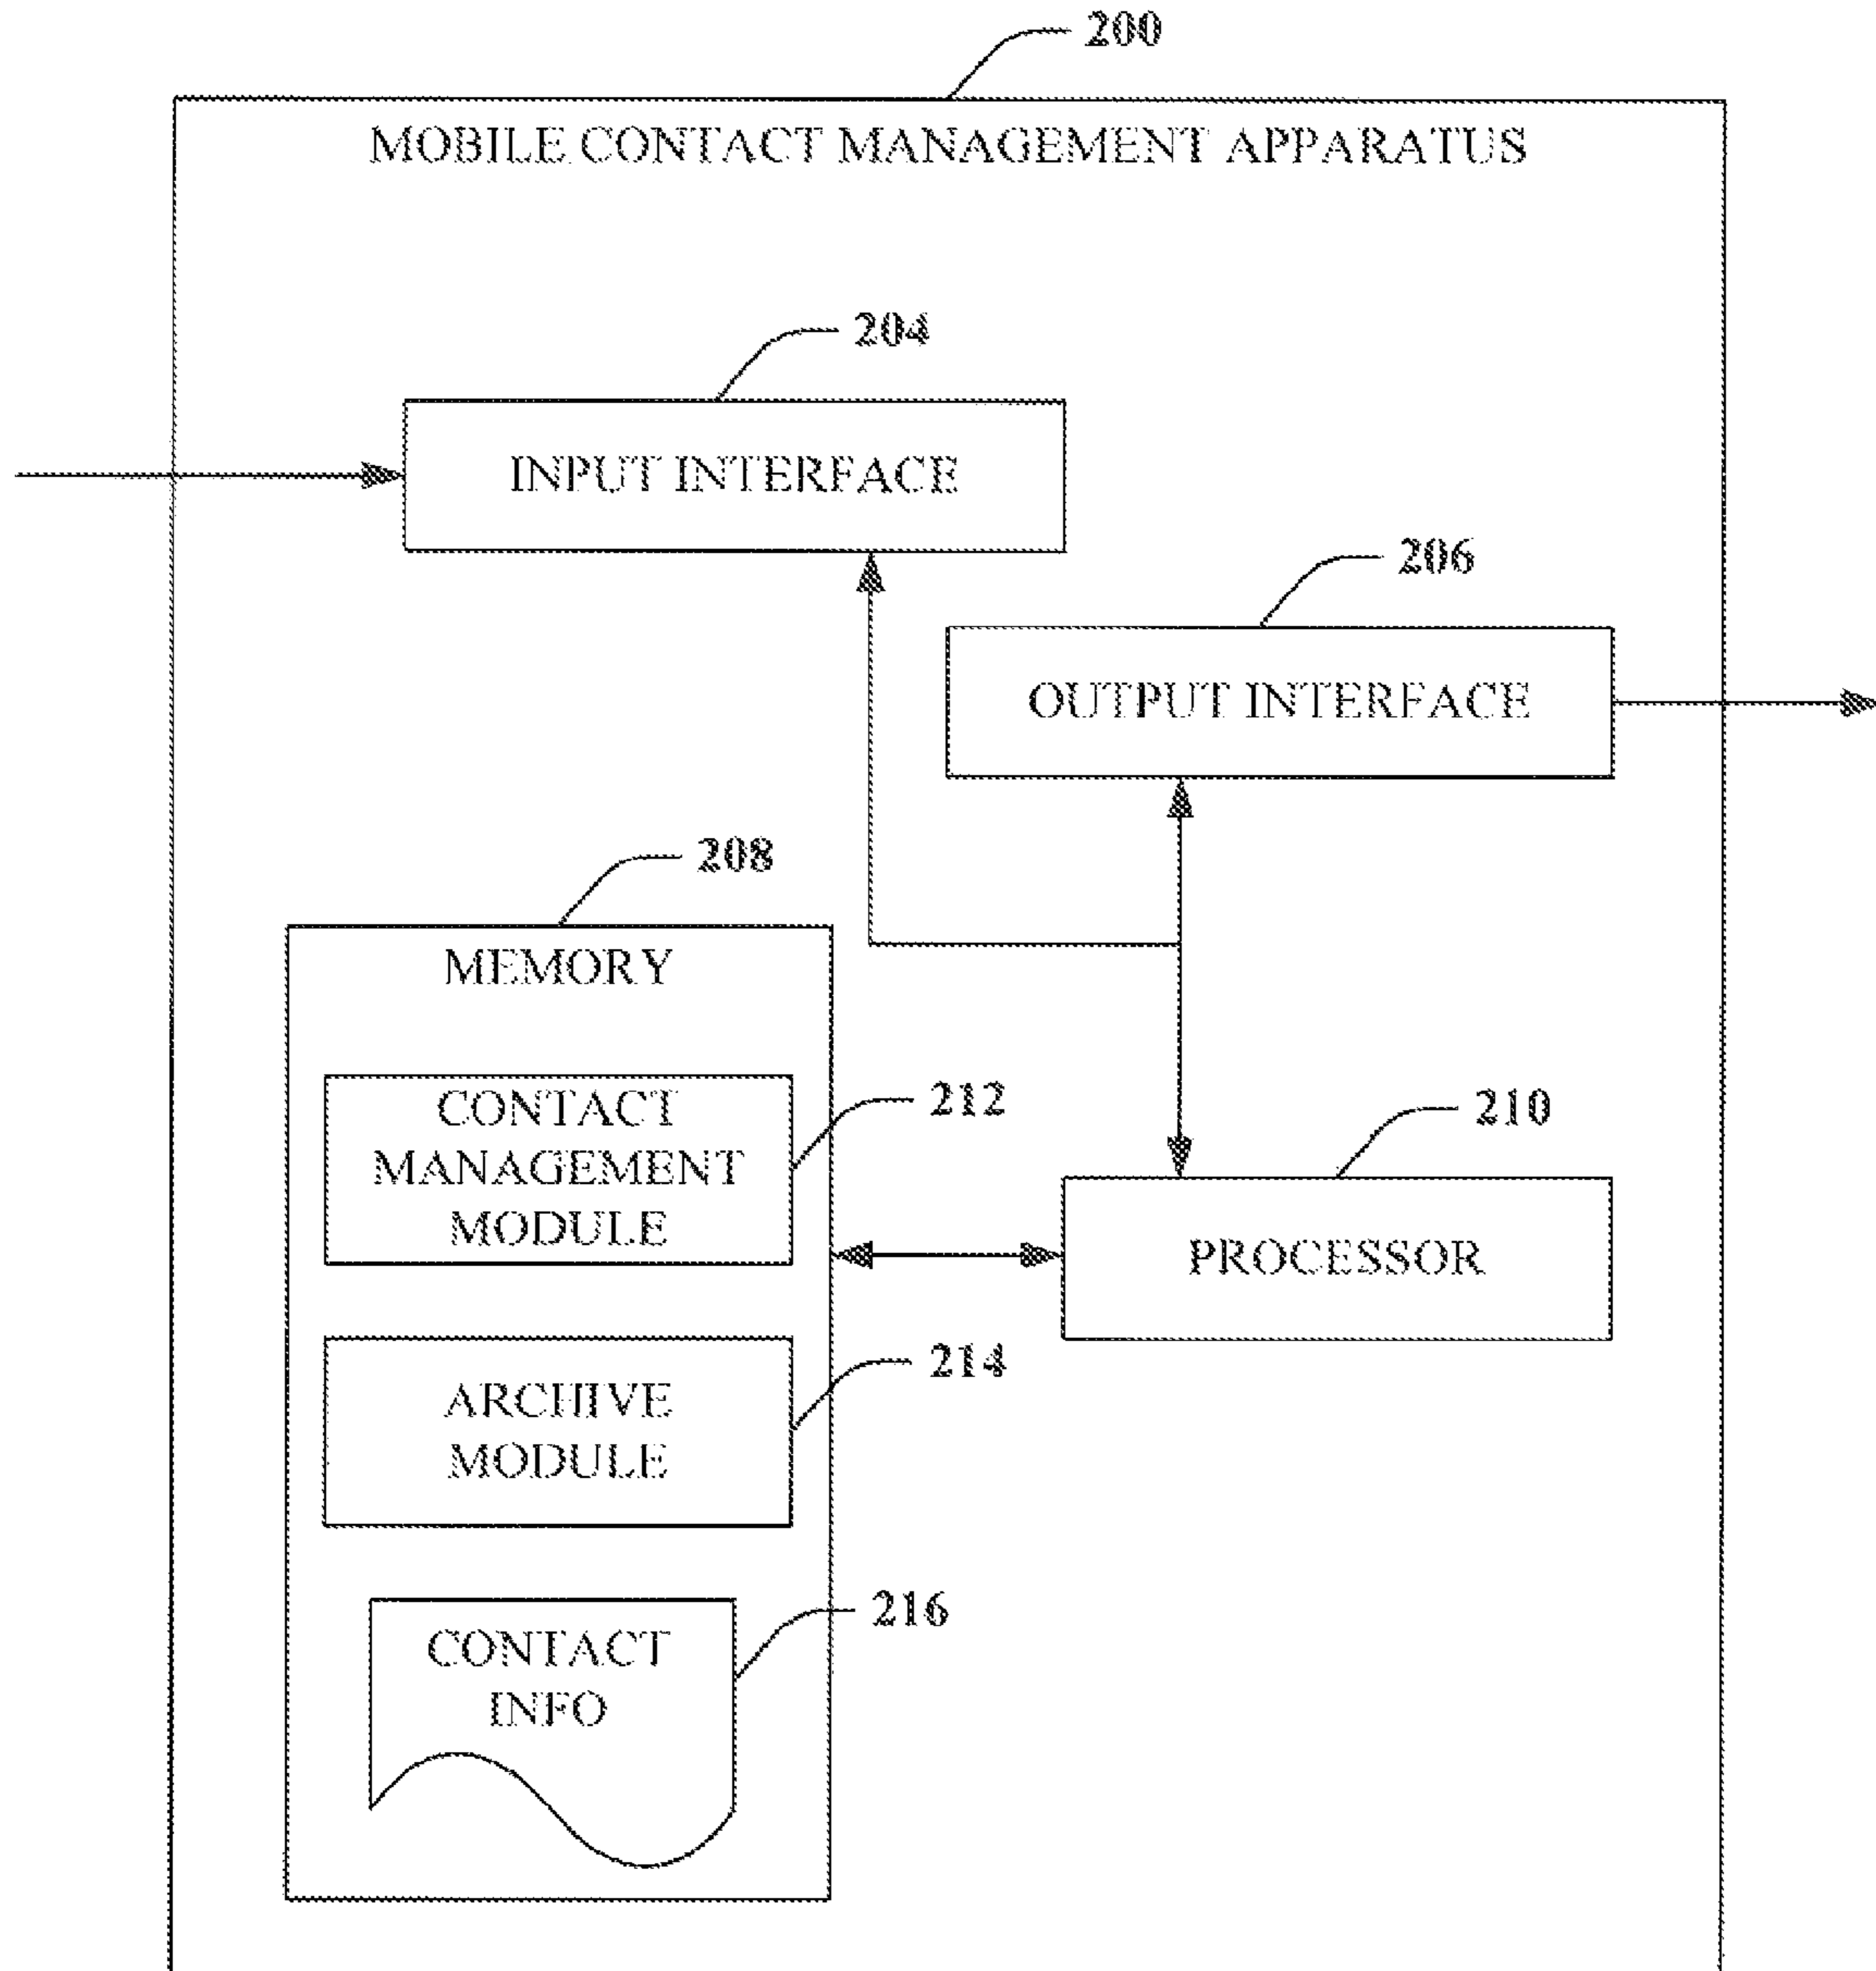 200
MOBILE CONTACT MANAGEMENT APPARATUS
204
INPUT INTERFACE
206
OUTPUT INTERFACE
208
MEMORY
CONTACT
MANAGEMENT
MODULE
212
210
PROCESSOR
ARCHIVE
MODULE
214
CONTACT
INFO
216